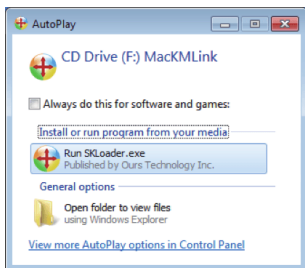 AutoPlay
CD Drive (F:) MacKMLink
Always do this for software and games:
Install or run program from your media
Run SKLoader.exe
Published by Ours Technology Inc.
General options
Open folder to view files
using Windows Explorer
View more AutoPlay options in Control Panel